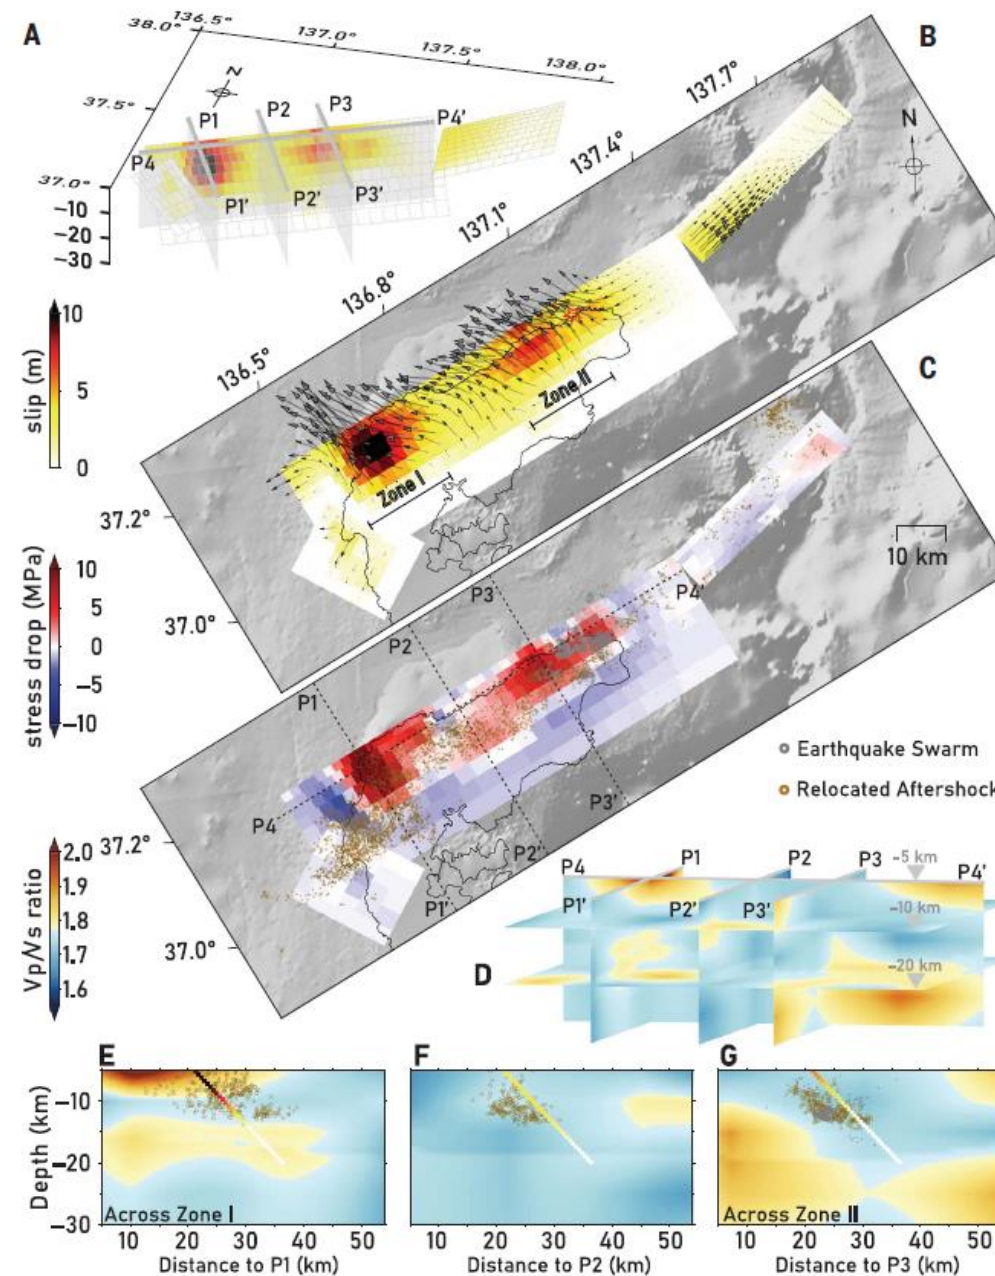 A
136.5°
38.0°
137.0°
137.5°
138.0°
N
37.5°
P1
P2
P3
P4'
P4
37.0°
P1'
P2'
P3'
−10
−20
−30
B
137.7°
N
137.4°
137.1°
136.8°
136.5°
Zone I
Zone II
37.2°
37.0°
slip (m)
10
5
0
C
10 km
P3
P4'
P2
P1
P4
P3'
P2'
P1'
37.2°
37.0°
Earthquake Swarm
Relocated Aftershock
stress drop (MPa)
10
5
0
−5
−10
Vp/Vs ratio
2.0
1.9
1.8
1.7
1.6
D
P4
P1
P2
P3
−5 km
P4'
P1'
P2'
P3'
−10 km
−20 km
E
F
G
Depth (km)
−10
−20
−30
Across Zone I
Across Zone II
10 20 30 40 50
10 20 30 40 50
10 20 30 40 50
Distance to P1 (km)
Distance to P2 (km)
Distance to P3 (km)